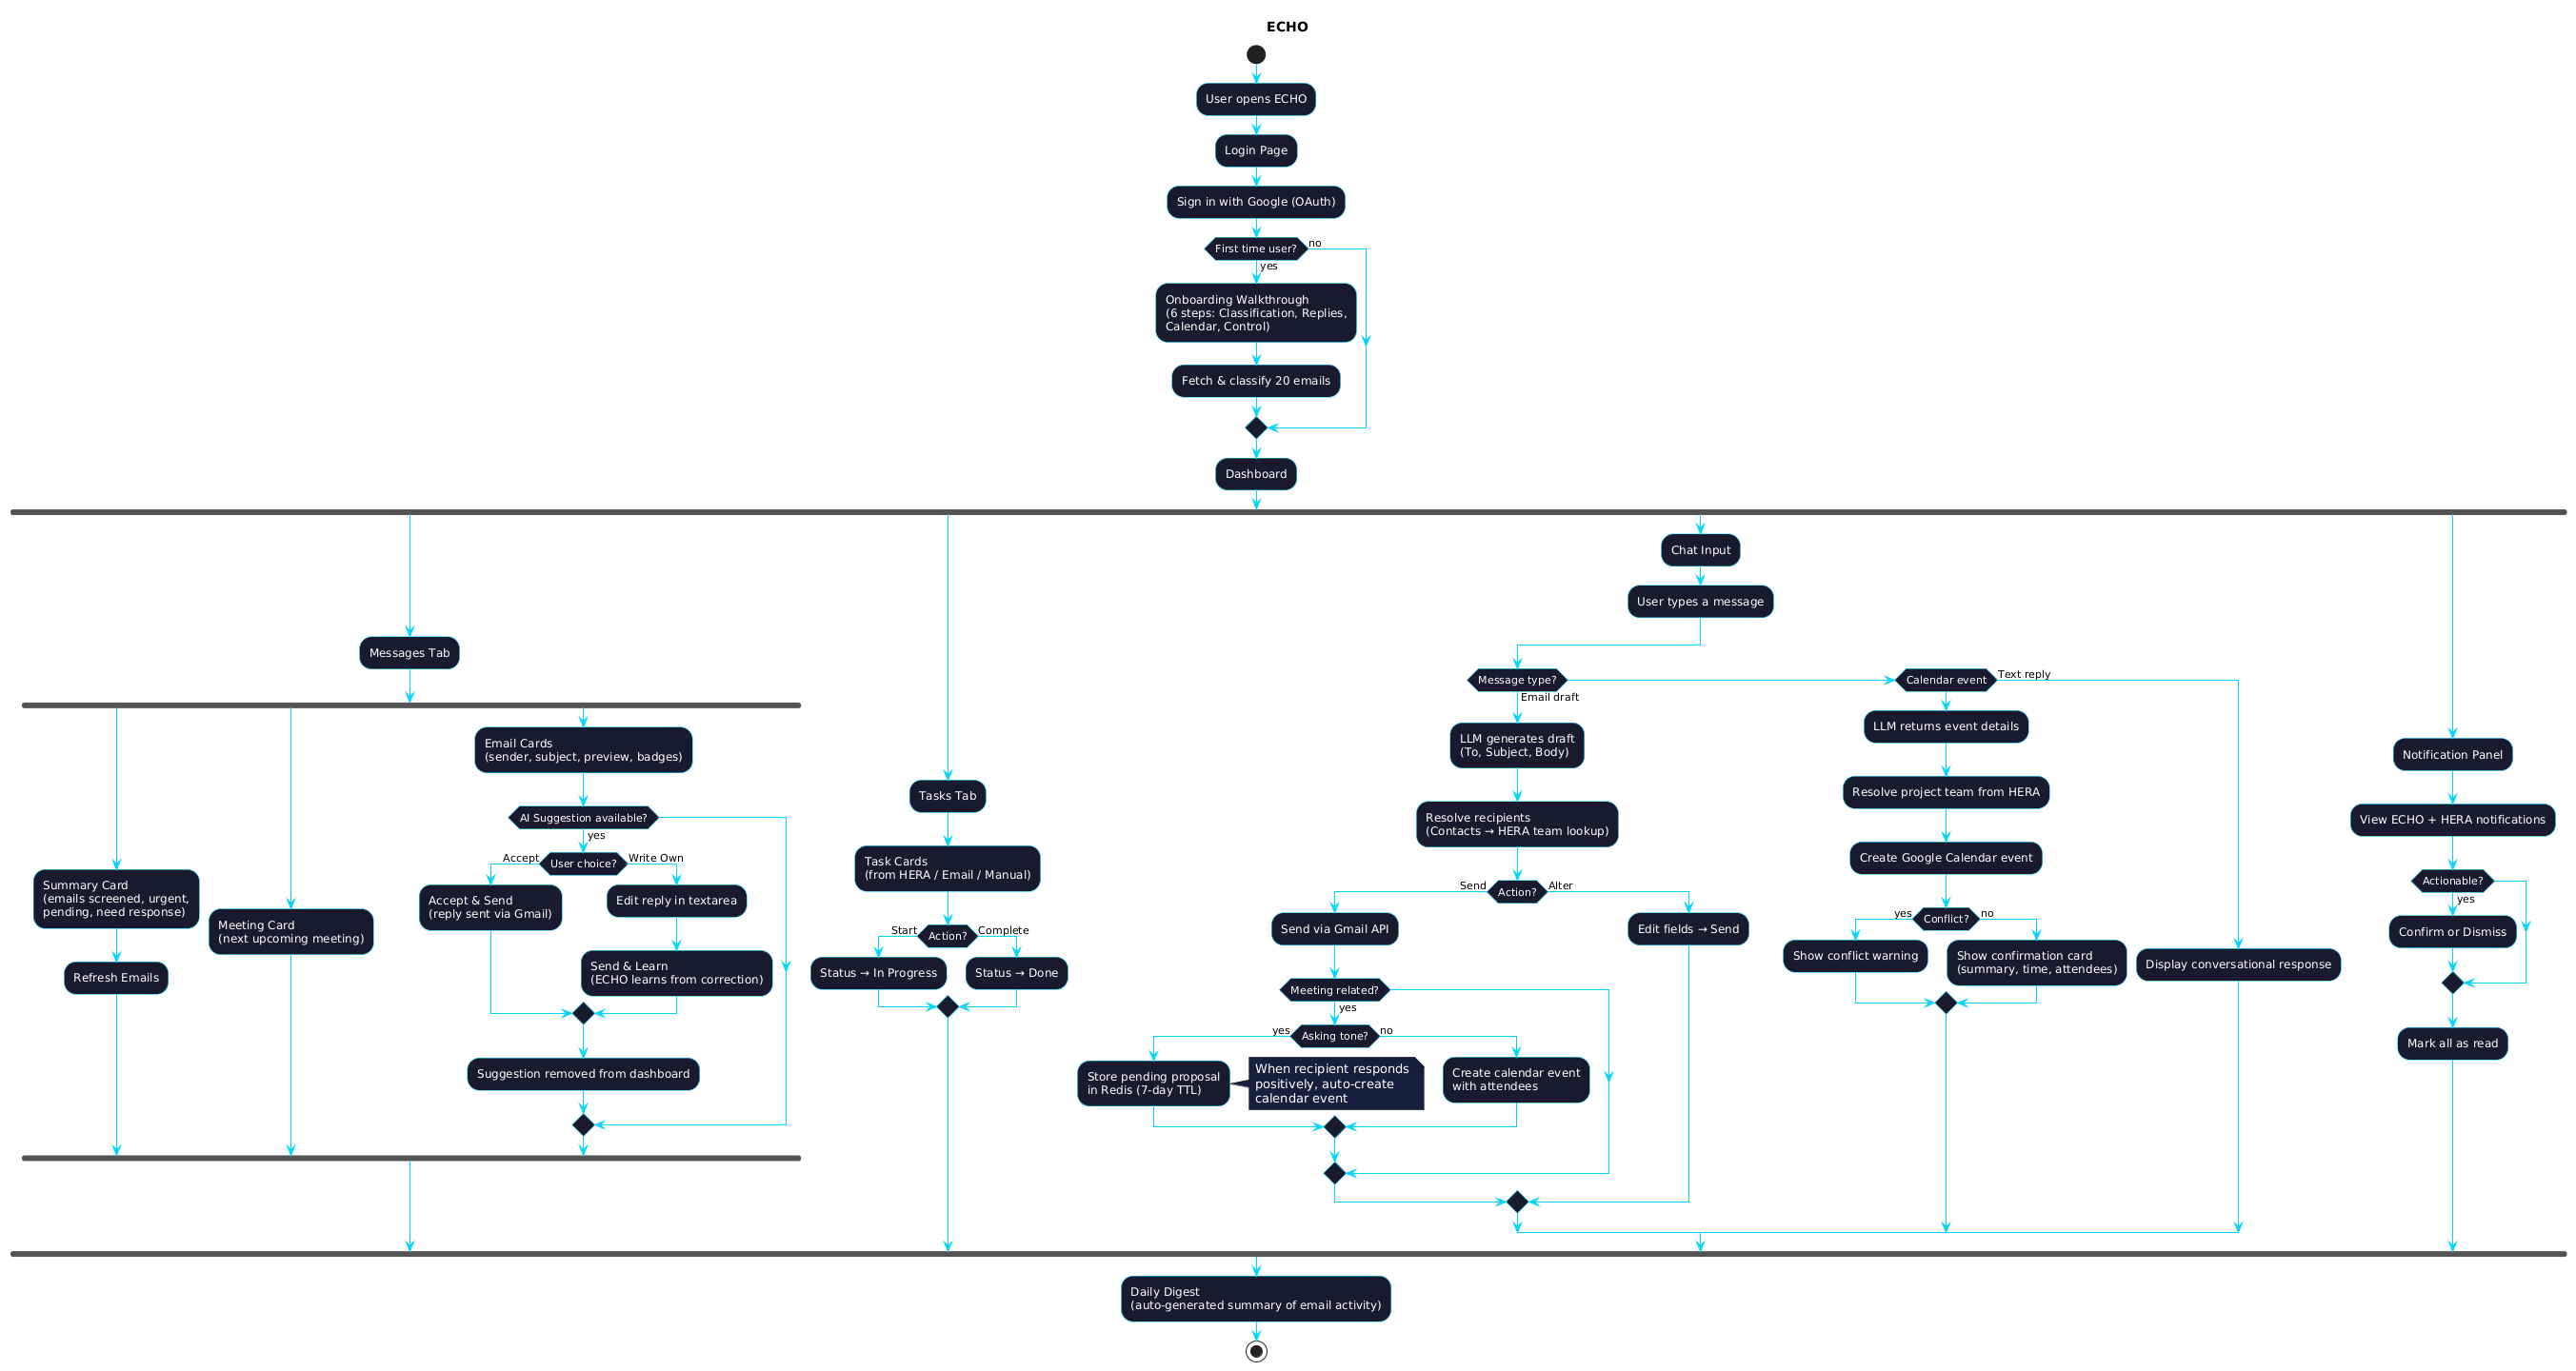 ECHO
User opens ECHO
Login Page
Sign in with Google (OAuth)
First time user?
no
yes
Onboarding Walkthrough
(6 steps: Classification, Replies,
Calendar, Control)
Fetch & classify 20 emails
Dashboard
Messages Tab
Summary Card
(emails screened, urgent,
pending, need response)
Refresh Emails
Meeting Card
(next upcoming meeting)
Email Cards
(sender, subject, preview, badges)
AI Suggestion available?
yes
User choice?
Accept
Write Own
Accept & Send
(reply sent via Gmail)
Edit reply in textarea
Send & Learn
(ECHO learns from correction)
Suggestion removed from dashboard
Tasks Tab
Task Cards
(from HERA / Email / Manual)
Action?
Start
Complete
Status → In Progress
Status → Done
Chat Input
User types a message
Message type?
Email draft
LLM generates draft
(To, Subject, Body)
Resolve recipients
(Contacts → HERA team lookup)
Action?
Send
Alter
Send via Gmail API
Edit fields → Send
Meeting related?
yes
Asking tone?
yes
no
Store pending proposal
in Redis (7-day TTL)
When recipient responds
positively, auto-create
calendar event
Create calendar event
with attendees
Calendar event
Text reply
LLM returns event details
Resolve project team from HERA
Create Google Calendar event
Conflict?
yes
no
Show conflict warning
Show confirmation card
(summary, time, attendees)
Display conversational response
Notification Panel
View ECHO + HERA notifications
Actionable?
yes
Confirm or Dismiss
Mark all as read
Daily Digest
(auto-generated summary of email activity)